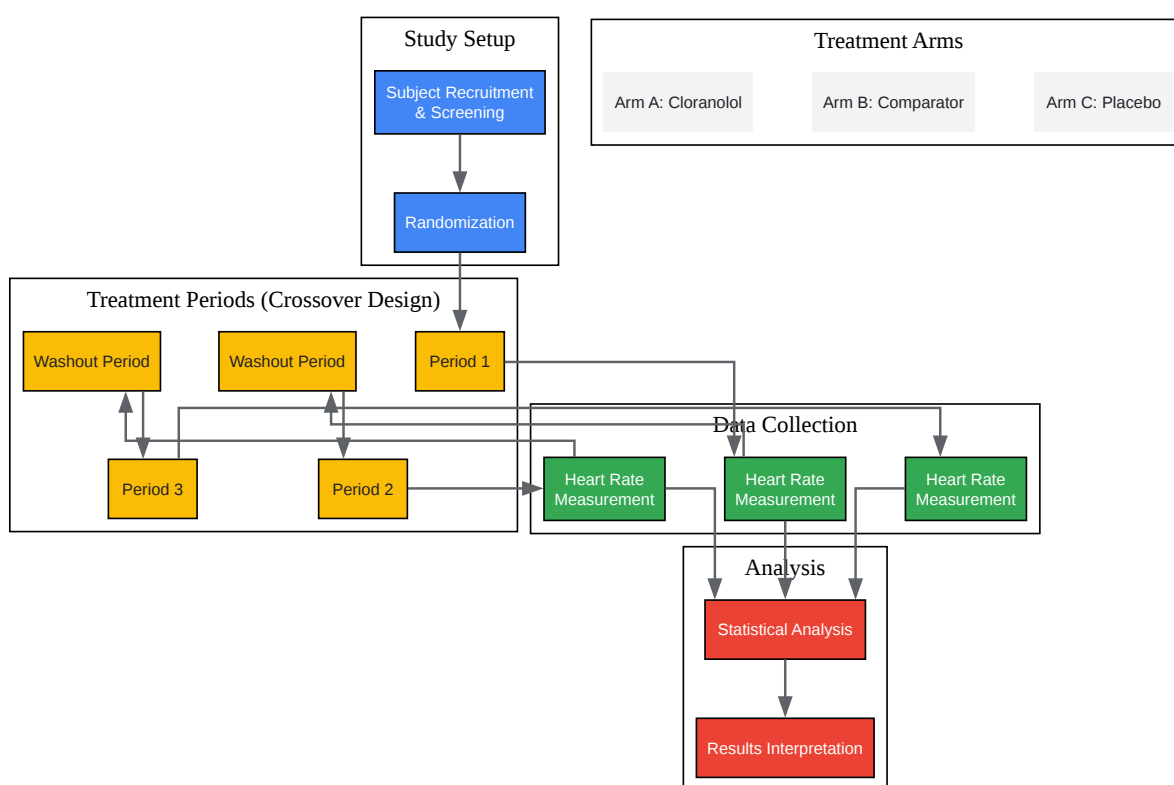 Study Setup
Subject Recruitment
& Screening
Randomization
Treatment Arms
Arm A: Cloranolol
Arm B: Comparator
Arm C: Placebo
Treatment Periods (Crossover Design)
Washout Period
Washout Period
Period 1
Period 3
Period 2
Data Collection
Heart Rate
Measurement
Heart Rate
Measurement
Heart Rate
Measurement
Analysis
Statistical Analysis
Results Interpretation